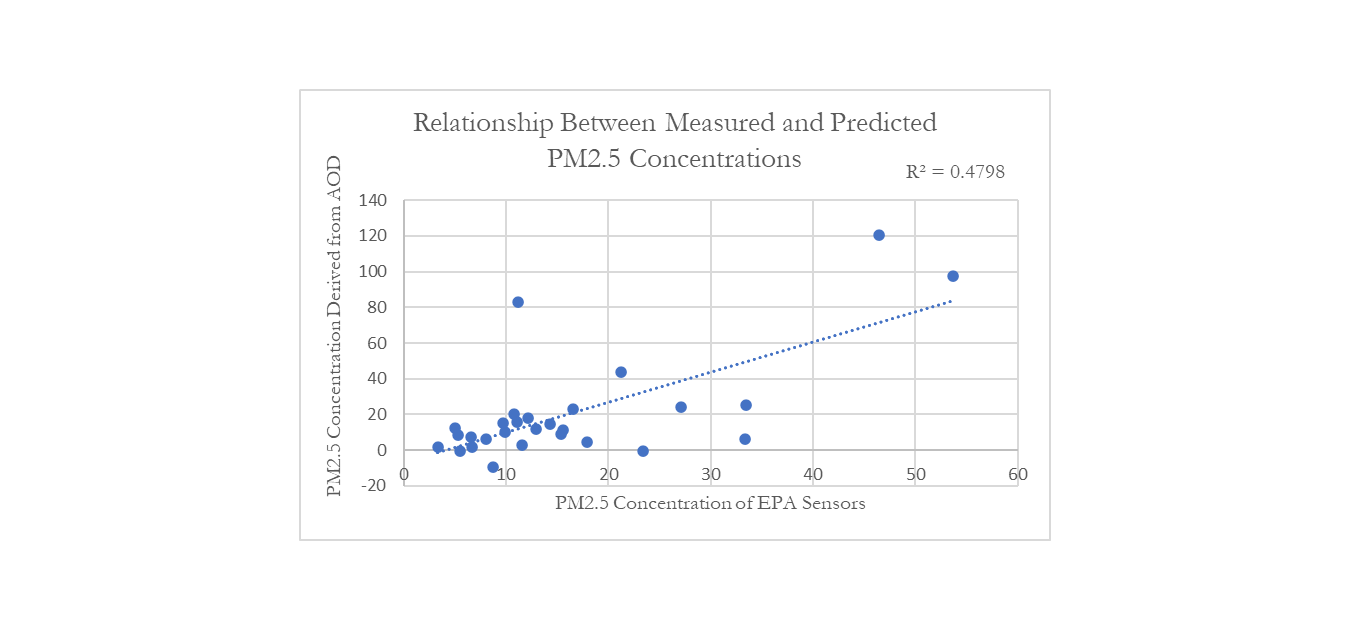 Relationship Between Measured and Predicted
PM2.5 Concentrations
R² = 0.4798
PM2.5 Concentration Derived from AOD
140
120
100
80
60
40
20
0
-20
0 10 20 30 40 50 60
PM2.5 Concentration of EPA Sensors